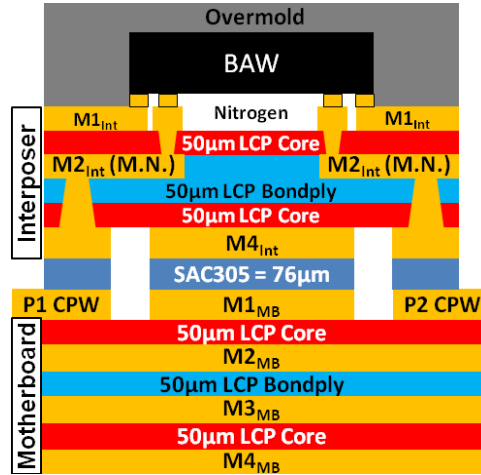 Overmold
BAW
Nitrogen
M1Int M1Int
50μm LCP Core
M2Int (M.N.) M2Int (M.N.)
50μm LCP Bondply
50μm LCP Core
M4Int
SAC305 = 76μm
P1 CPW M1MB P2 CPW
50μm LCP Core
M2MB
50μm LCP Bondply
M3MB
50μm LCP Core
M4MB
Interposer
Motherboard